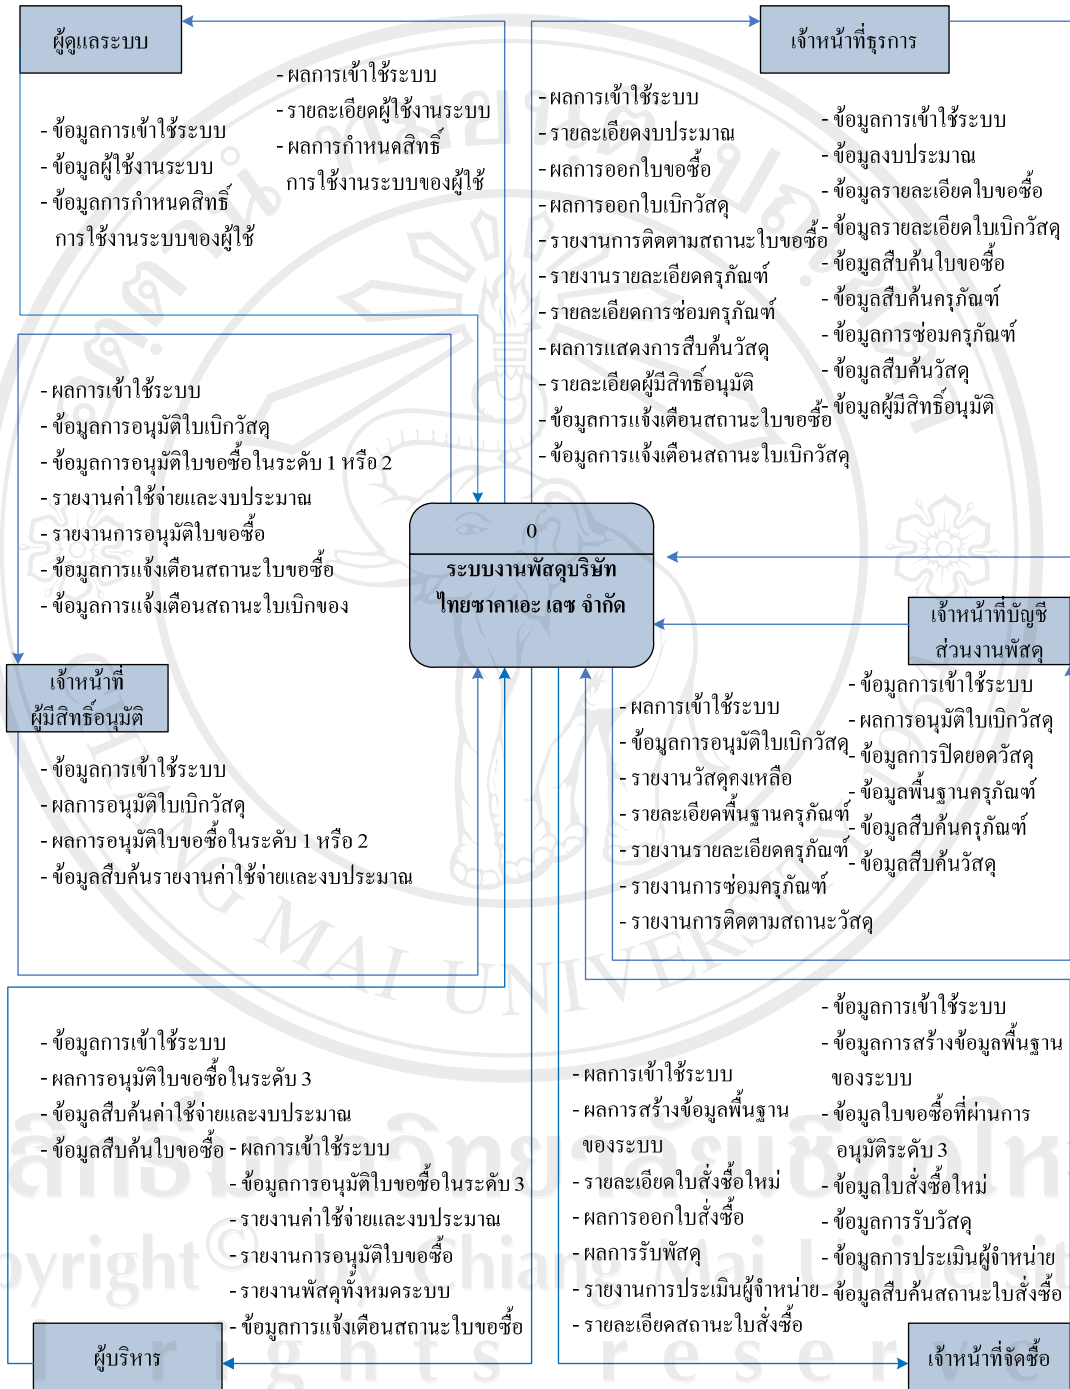 ผู้ดูแลระบบ
- ข้อมูลการเข้าใช้ระบบ
- ข้อมูลผู้ใช้งานระบบ
- ข้อมูลการกำหนดสิทธิ์
การใช้งานระบบของผู้ใช้
- ผลการเข้าใช้ระบบ
- รายละเอียดผู้ใช้งานระบบ
- ผลการกำหนดสิทธิ์
การใช้งานระบบของผู้ใช้
เจ้าหน้าที่ธุรการ
- ผลการเข้าใช้ระบบ
- รายละเอียดงบประมาณ
- ผลการออกใบขอซื้อ
- ผลการออกใบเบิกวัสดุ
- รายงานการติดตามสถานะใบขอซื้อ
- รายงานรายละเอียดครุภัณฑ์
- รายละเอียดการซ่อมครุภัณฑ์
- ผลการแสดงการสืบค้นวัสดุ
- รายละเอียดผู้มีสิทธิ์อนุมัติ
- ข้อมูลการแจ้งเตือนสถานะใบขอซื้อ
- ข้อมูลการแจ้งเตือนสถานะใบเบิกวัสดุ
- ข้อมูลการเข้าใช้ระบบ
- ข้อมูลงบประมาณ
- ข้อมูลรายละเอียดใบขอซื้อ
- ข้อมูลรายละเอียดใบเบิกวัสดุ
- ข้อมูลสืบค้นใบขอซื้อ
- ข้อมูลสืบค้นครุภัณฑ์
- ข้อมูลการซ่อมครุภัณฑ์
- ข้อมูลสืบค้นวัสดุ
- ข้อมูลผู้มีสิทธิ์อนุมัติ
- ผลการเข้าใช้ระบบ
- ข้อมูลการอนุมัติใบเบิกวัสดุ
- ข้อมูลการอนุมัติใบขอซื้อในระดับ 1 หรือ 2
- รายงานค่าใช้จ่ายและงบประมาณ
- รายงานการอนุมัติใบขอซื้อ
- ข้อมูลการแจ้งเตือนสถานะใบขอซื้อ
- ข้อมูลการแจ้งเตือนสถานะใบเบิกของ
0
ระบบงานพัสดุบริษัท
ไทยซาคาเอะ เลซ จำกัด
เจ้าหน้าที่บัญชี
ส่วนงานพัสดุ
เจ้าหน้าที่
ผู้มีสิทธิ์อนุมัติ
- ข้อมูลการเข้าใช้ระบบ
- ผลการอนุมัติใบเบิกวัสดุ
- ผลการอนุมัติใบขอซื้อในระดับ 1 หรือ 2
- ข้อมูลสืบค้นรายงานค่าใช้จ่ายและงบประมาณ
- ผลการเข้าใช้ระบบ
- ข้อมูลการอนุมัติใบเบิกวัสดุ
- รายงานวัสดุคงเหลือ
- รายละเอียดพื้นฐานครุภัณฑ์
- รายงานรายละเอียดครุภัณฑ์
- รายงานการซ่อมครุภัณฑ์
- รายงานการติดตามสถานะวัสดุ
- ข้อมูลการเข้าใช้ระบบ
- ผลการอนุมัติใบเบิกวัสดุ
- ข้อมูลการปิดยอดวัสดุ
- ข้อมูลพื้นฐานครุภัณฑ์
- ข้อมูลสืบค้นครุภัณฑ์
- ข้อมูลสืบค้นวัสดุ
- ข้อมูลการเข้าใช้ระบบ
- ผลการอนุมัติใบขอซื้อในระดับ 3
- ข้อมูลสืบค้นค่าใช้จ่ายและงบประมาณ
- ข้อมูลสืบค้นใบขอซื้อ
- ผลการเข้าใช้ระบบ
- ข้อมูลการอนุมัติใบขอซื้อในระดับ 3
- รายงานค่าใช้จ่ายและงบประมาณ
- รายงานการอนุมัติใบขอซื้อ
- รายงานพัสดุทั้งหมดระบบ
- ข้อมูลการแจ้งเตือนสถานะใบขอซื้อ
ผู้บริหาร
- ผลการเข้าใช้ระบบ
- ผลการสร้างข้อมูลพื้นฐาน
ของระบบ
- รายละเอียดใบสั่งซื้อใหม่
- ผลการออกใบสั่งซื้อ
- ผลการรับพัสดุ
- รายงานการประเมินผู้จำหน่าย
- รายละเอียดสถานะใบสั่งซื้อ
- ข้อมูลการเข้าใช้ระบบ
- ข้อมูลการสร้างข้อมูลพื้นฐาน
ของระบบ
- ข้อมูลใบขอซื้อที่ผ่านการ
อนุมัติระดับ 3
- ข้อมูลใบสั่งซื้อใหม่
- ข้อมูลการรับวัสดุ
- ข้อมูลการประเมินผู้จำหน่าย
- ข้อมูลสืบค้นสถานะใบสั่งซื้อ
เจ้าหน้าที่จัดซื้อ
CHIANG MAI UNIVERSITY
by Chiang Mai Universit
rights reserve